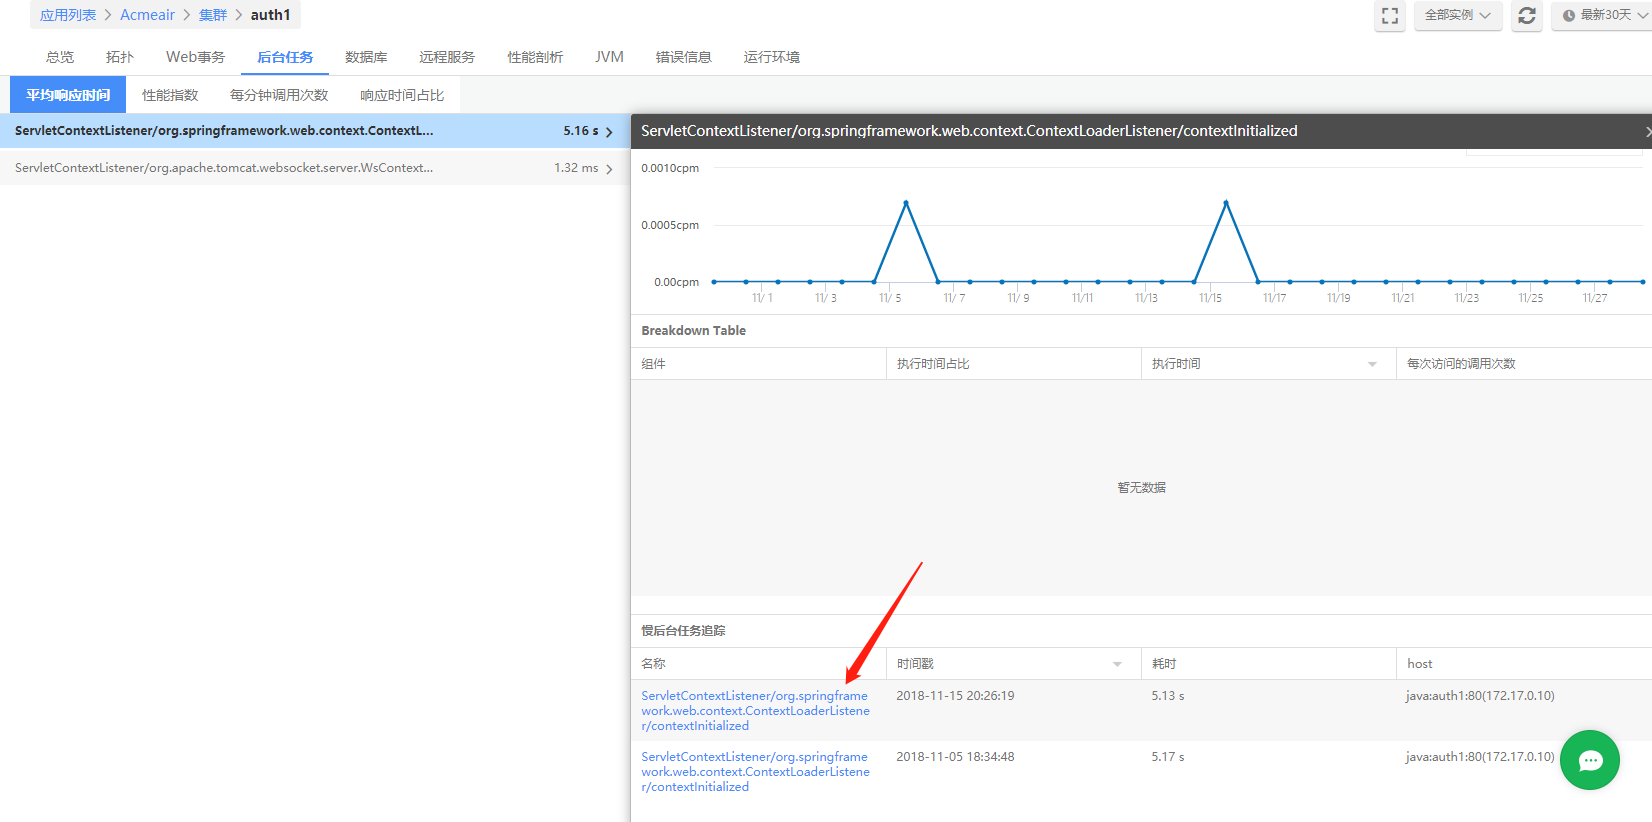 应用列表 > Acmeair > 集群 > auth1
全部实例
最新30天
总览 拓扑 Web事务 后台任务 数据库 远程服务 性能剖析 JVM 错误信息 运行环境
平均响应时间 性能指数 每分钟调用次数 响应时间占比
ServletContextListener/org.springframework.web.context.ContextL... 5.16 s
ServletContextListener/org.apache.tomcat.websocket.server.WsContext... 1.32 ms
ServletContextListener/org.springframework.web.context.ContextLoaderListener/contextInitialized
0.0010cpm
0.0005cpm
0.00cpm
11/ 1 11/ 3 11/ 5 11/ 7 11/ 9 11/11 11/13 11/15 11/17 11/19 11/21 11/23 11/25 11/27
Breakdown Table
组件 执行时间占比 执行时间 每次访问的调用次数
暂无数据
慢后台任务追踪
名称 时间戳 耗时 host
ServletContextListener/org.springframe 2018-11-15 20:26:19 5.13 s java:auth1:80(172.17.0.10)
work.web.context.ContextLoaderListene
r/contextInitialized
ServletContextListener/org.springframe 2018-11-05 18:34:48 5.17 s java:auth1:80(172.17.0.10)
work.web.context.ContextLoaderListene
r/contextInitialized